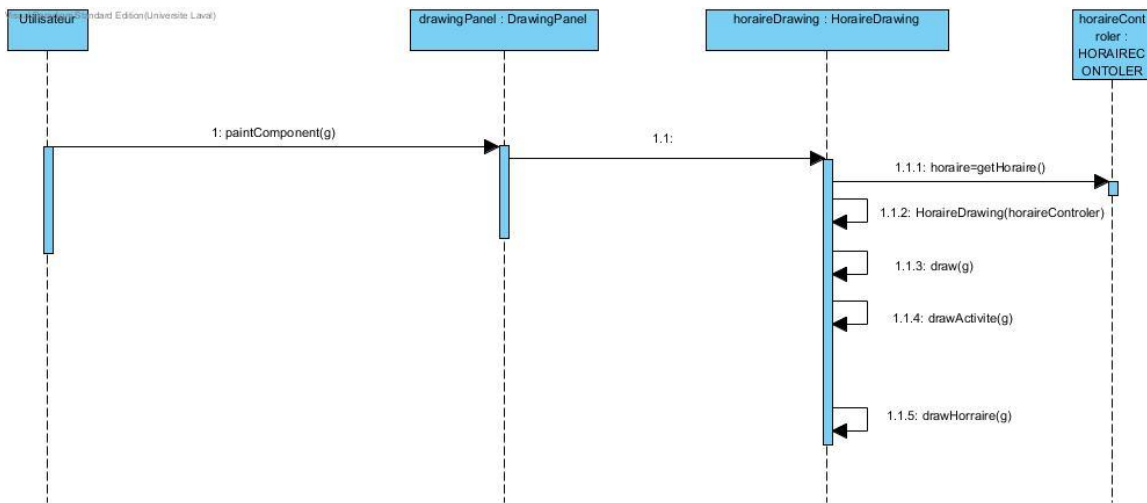 Standard Edition(Universite Laval)
Utilisateur
drawingPanel : DrawingPanel
horaireDrawing : HoraireDrawing
horaireCont
roler :
HORAIREC
ONTOLER
1: paintComponent(g)
1.1:
1.1.1: horaire=getHoraire()
1.1.2: HoraireDrawing(horaireControler)
1.1.3: draw(g)
1.1.4: drawActivite(g)
1.1.5: drawHorraire(g)